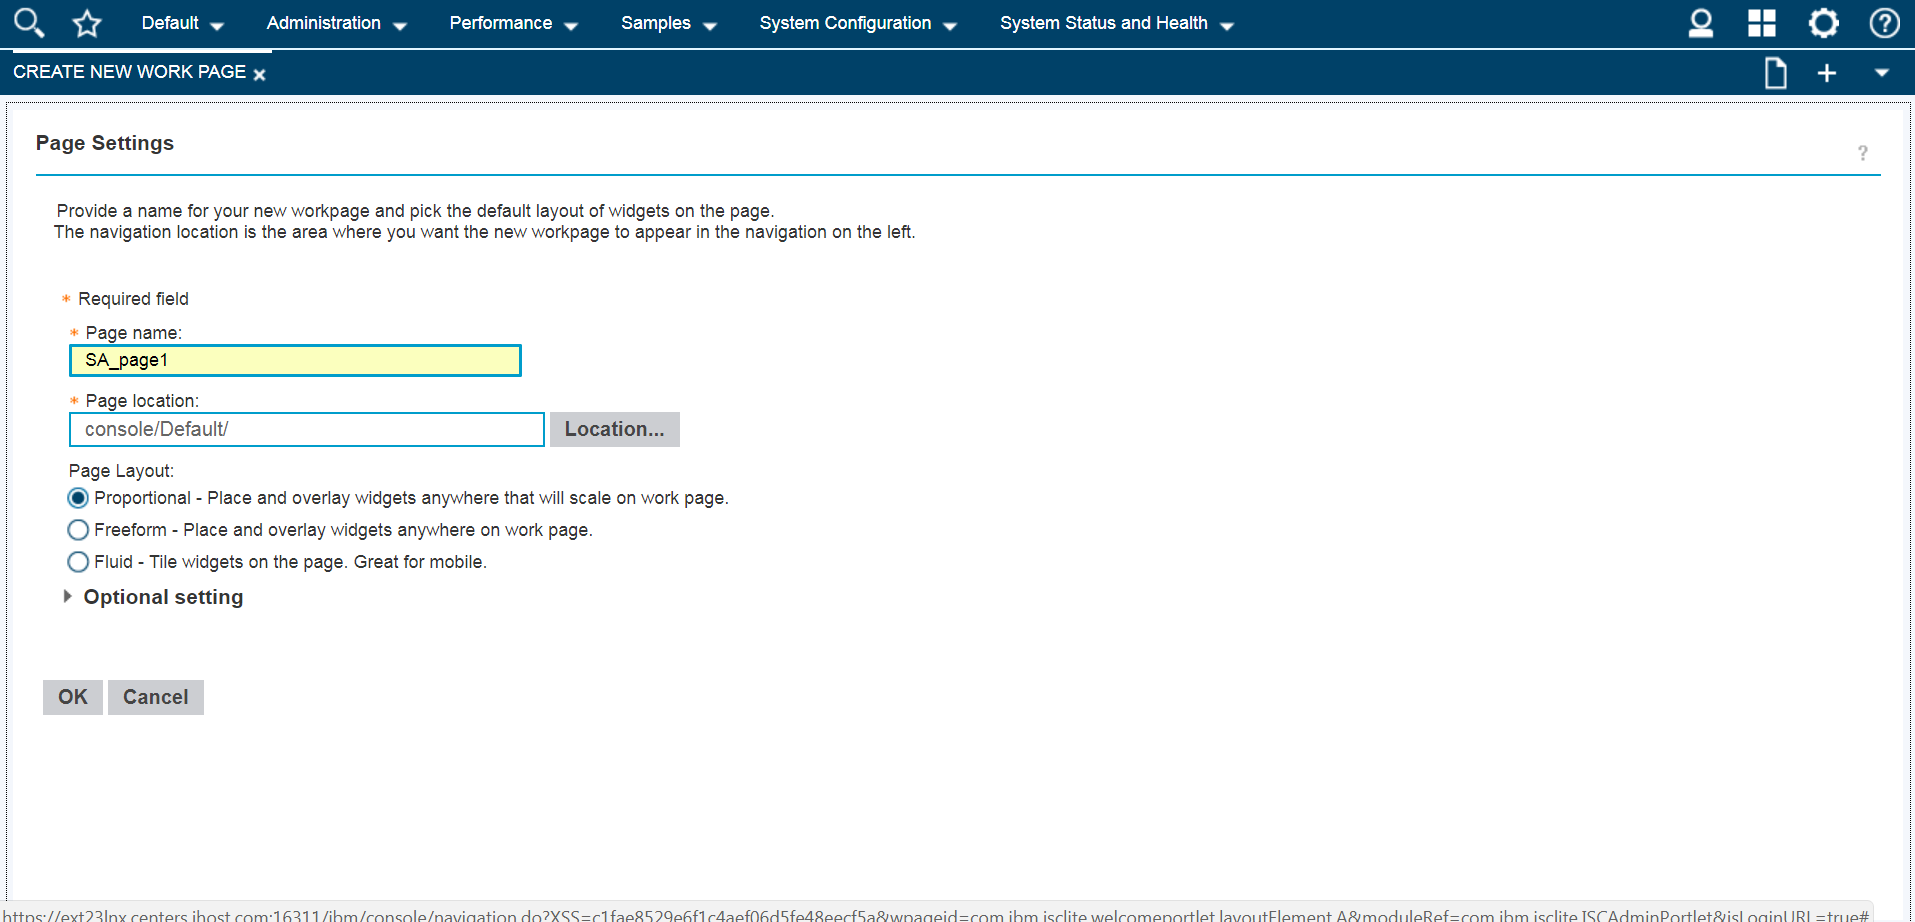 Default Administration Performance Samples System Configuration System Status and Health
CREATE NEW WORK PAGE
Page Settings
?
Provide a name for your new workpage and pick the default layout of widgets on the page.
The navigation location is the area where you want the new workpage to appear in the navigation on the left.
* Required field
* Page name:
SA_page1
* Page location:
console/Default/ Location...
Page Layout:
Proportional - Place and overlay widgets anywhere that will scale on work page.
Freeform - Place and overlay widgets anywhere on work page.
Fluid - Tile widgets on the page. Great for mobile.
Optional setting
OK Cancel
https://ext23lnx.centers.ihost.com:16311/ibm/console/navigation.do?XSS=c1fae8529e6f1c4aef06d5fe48eecf5a&wpageid=com.ibm.isclite.welcomeportlet.layoutElement.A&moduleRef=com.ibm.isclite.ISCAdminPortlet&isLoginURL=true#